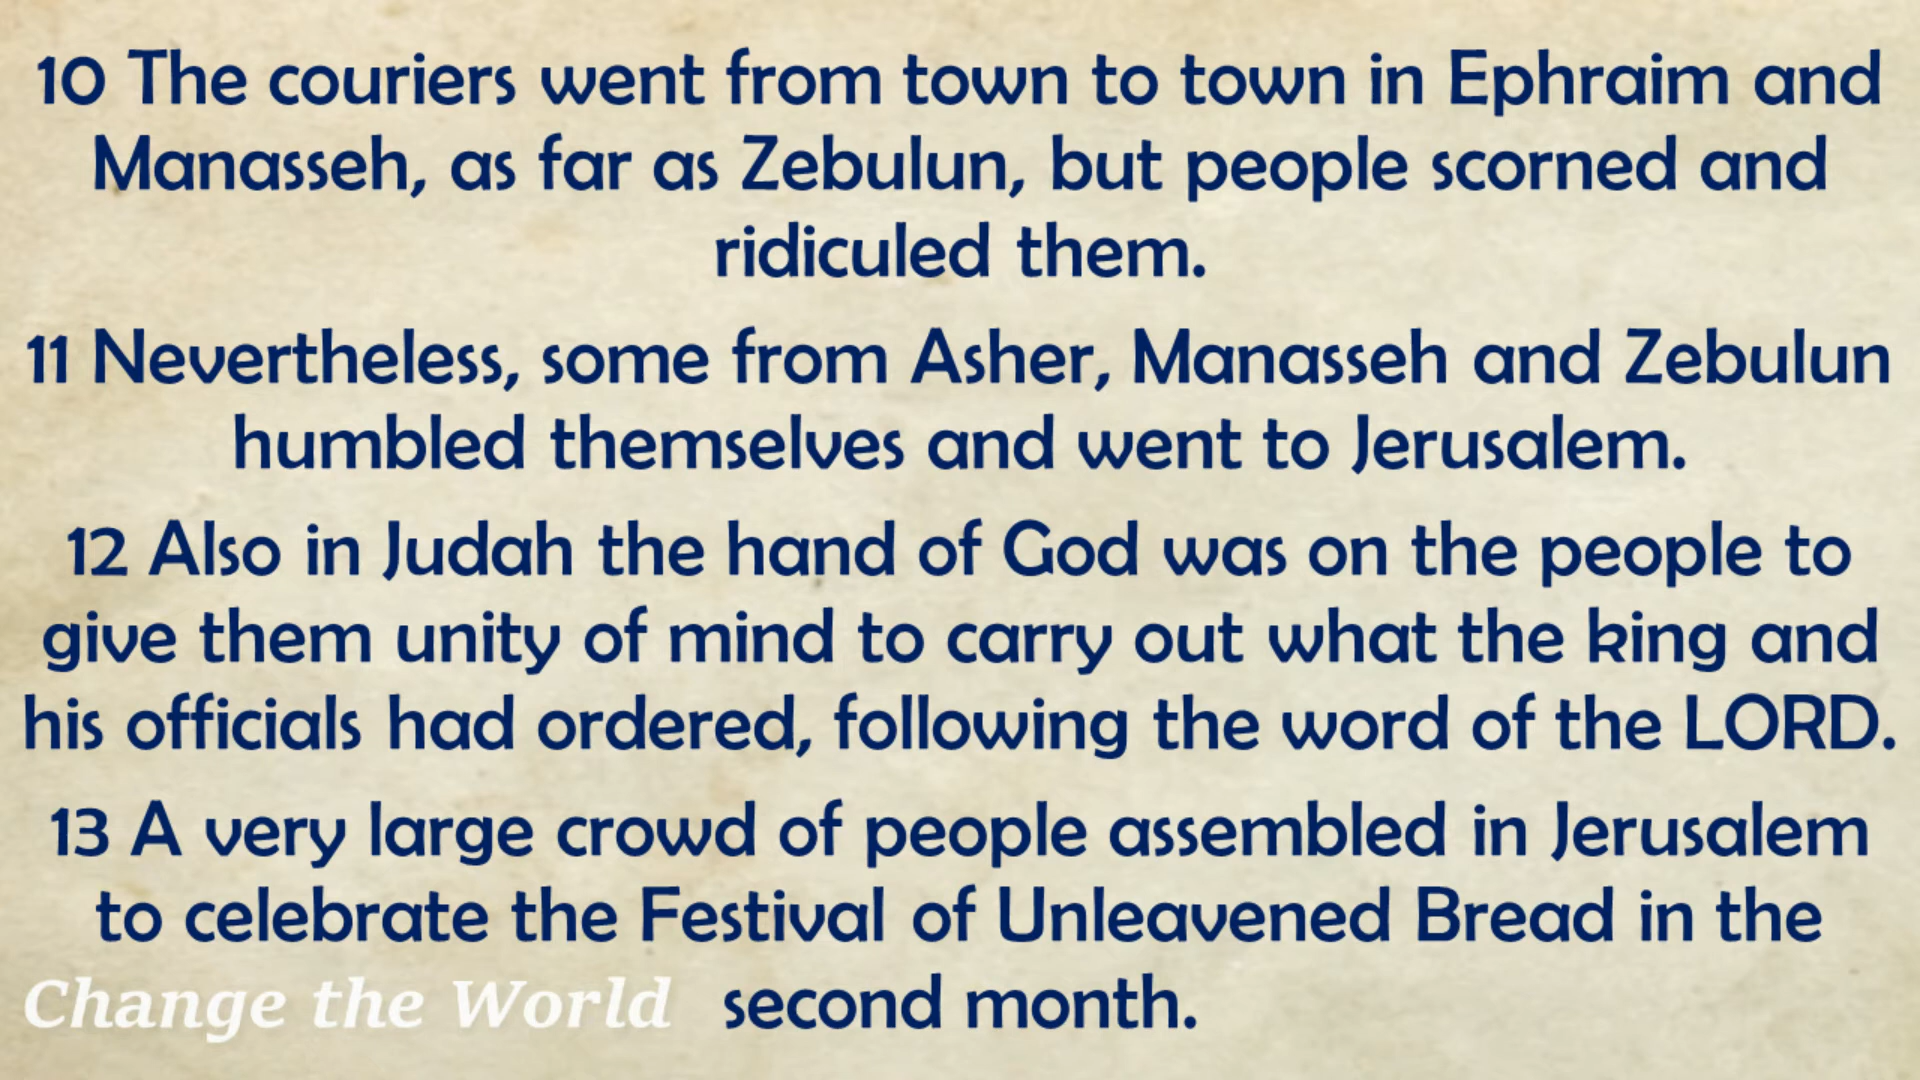 10 The couriers went from town to town in Ephraim and
Manasseh, as far as Zebulun, but people scorned and
ridiculed them.
11 Nevertheless, some from Asher, Manasseh and Zebulun
humbled themselves and went to Jerusalem.
12 Also in Judah the hand of God was on the people to
give them unity of mind to carry out what the king and
his officials had ordered, following the word of the LORD.
13 A very large crowd of people assembled in Jerusalem
to celebrate the Festival of Unleavened Bread in the
second month.
Change the World